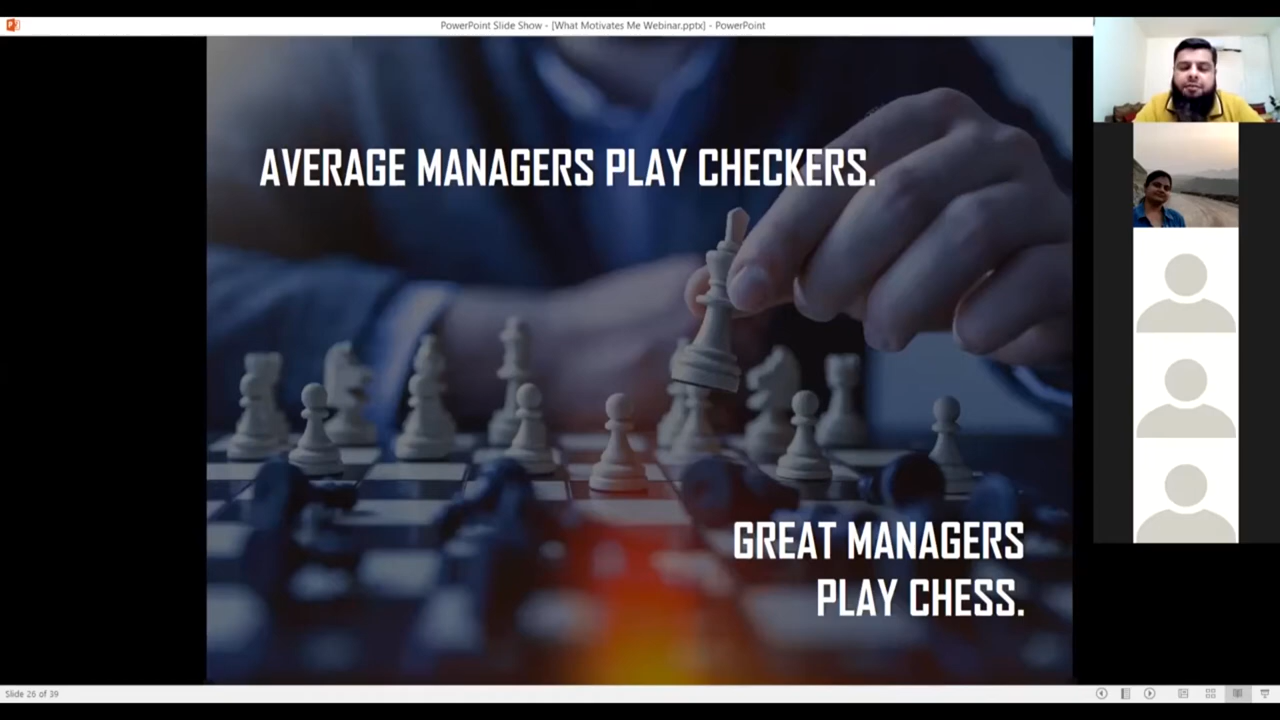 PowerPoint Slide Show - [What Motivates Me Webinar.pptx] - PowerPoint
AVERAGE MANAGERS PLAY CHECKERS.
GREAT MANAGERS
PLAY CHESS.
Slide 26 of 39